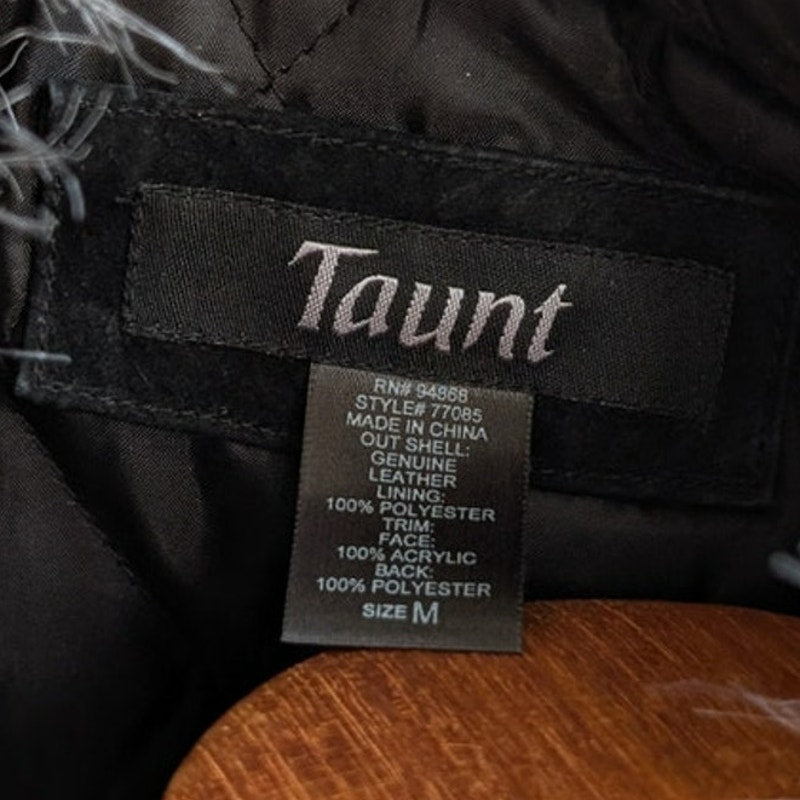 Taunt
RN# 94866
STYLE# 77085
MADE IN CHINA
OUT SHELL:
GENUINE
LEATHER
LINING:
100% POLYESTER
TRIM:
FACE:
100% ACRYLIC
BACK:
100% POLYESTER
SIZE M